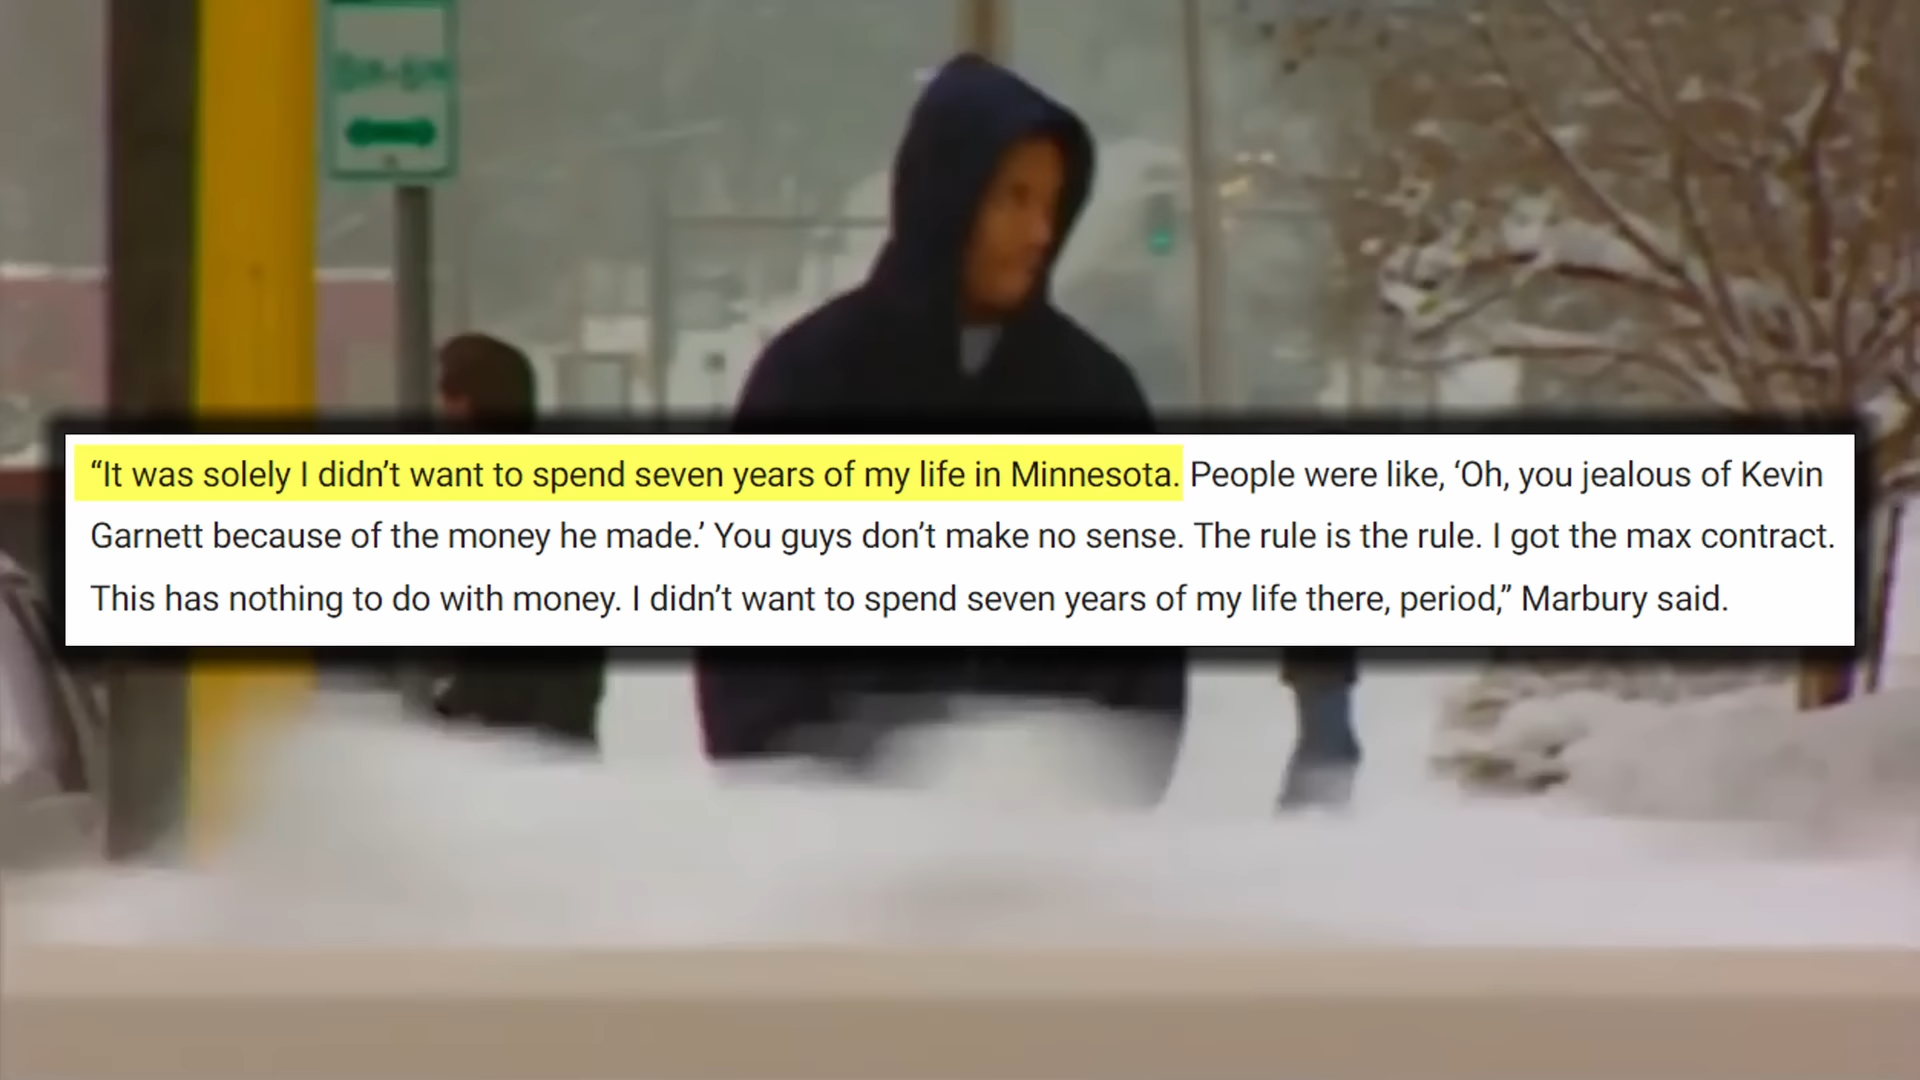 “It was solely I didn’t want to spend seven years of my life in Minnesota. People were like, ‘Oh, you jealous of Kevin
Garnett because of the money he made.’ You guys don’t make no sense. The rule is the rule. I got the max contract.
This has nothing to do with money. I didn’t want to spend seven years of my life there, period,” Marbury said.